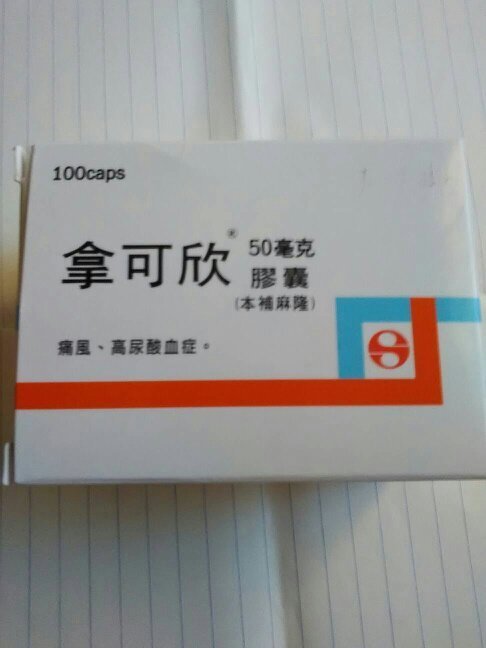 100caps
拿可欣® 50毫克
膠囊
(本補麻隆)
痛風、高尿酸血症。